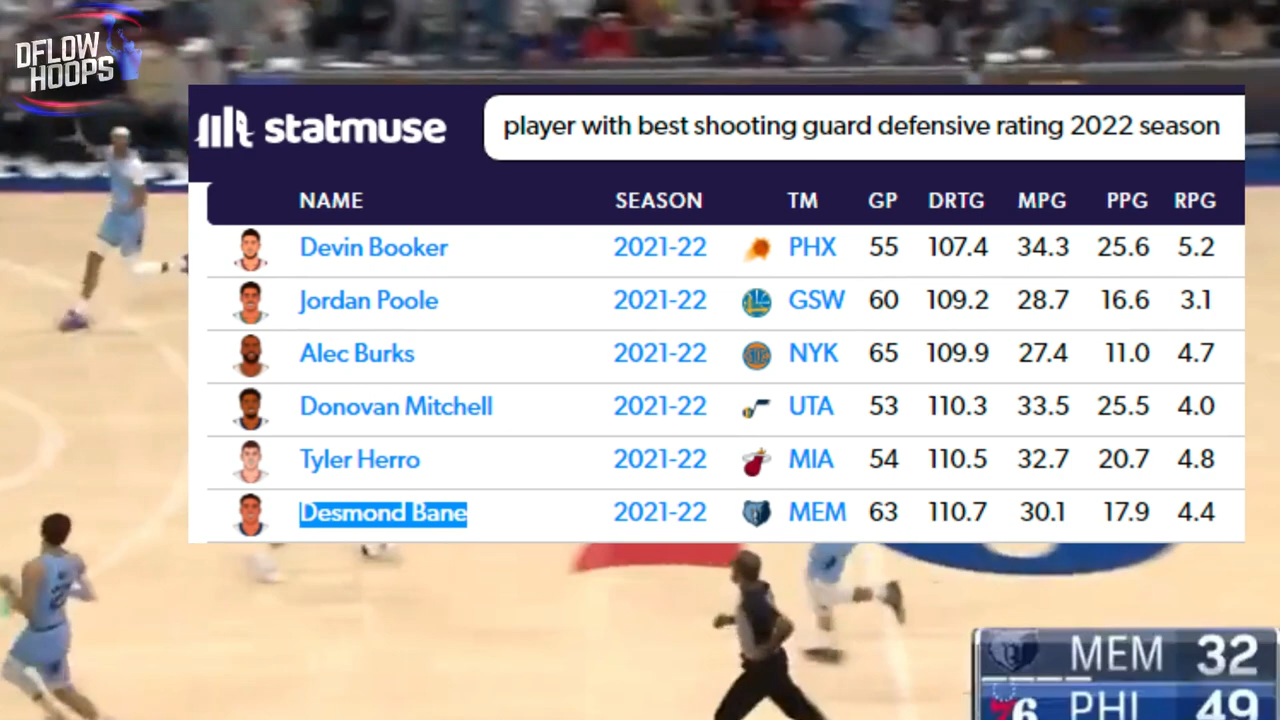 DFLOW
HOOPS
statmuse
player with best shooting guard defensive rating 2022 season
NAME SEASON TM GP DRTG MPG PPG RPG
Devin Booker 2021-22 PHX 55 107.4 34.3 25.6 5.2
Jordan Poole 2021-22 GSW 60 109.2 28.7 16.6 3.1
Alec Burks 2021-22 NYK 65 109.9 27.4 11.0 4.7
Donovan Mitchell 2021-22 UTA 53 110.3 33.5 25.5 4.0
Tyler Herro 2021-22 MIA 54 110.5 32.7 20.7 4.8
Desmond Bane 2021-22 MEM 63 110.7 30.1 17.9 4.4
MEM 32
76 PHI 49